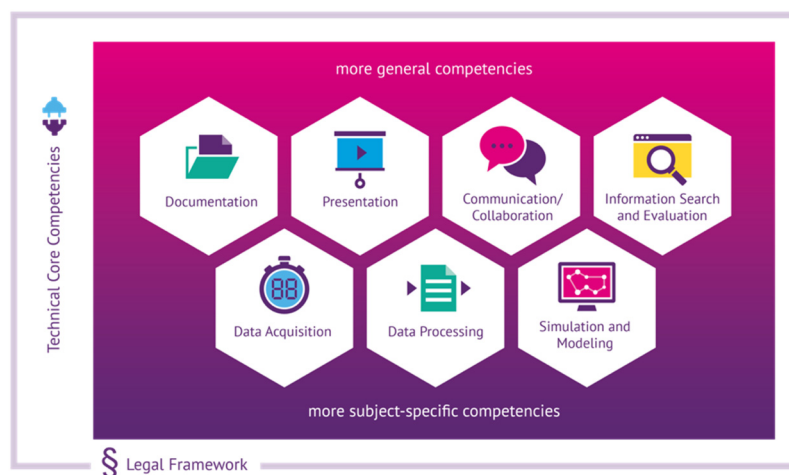 more general competencies
Technical Core Competencies
Documentation
Presentation
Communication/
Collaboration
Information Search
and Evaluation
88
Data Acquisition
Data Processing
Simulation and
Modeling
more subject-specific competencies
§ Legal Framework